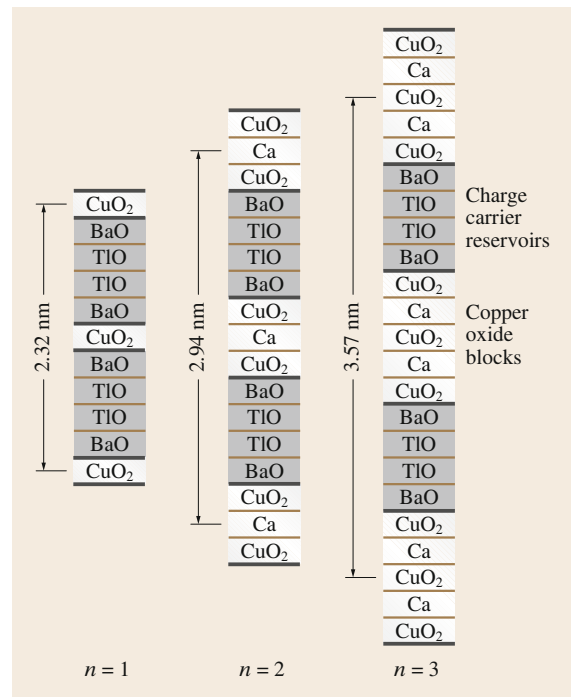 CuO₂
BaO
TlO
TlO
BaO
CuO₂
BaO
TlO
TlO
BaO
CuO₂
2.32 nm
n = 1
CuO₂
Ca
CuO₂
BaO
TlO
TlO
BaO
CuO₂
Ca
CuO₂
BaO
TlO
TlO
BaO
CuO₂
Ca
CuO₂
2.94 nm
n = 2
CuO₂
Ca
CuO₂
Ca
CuO₂
BaO
TlO
TlO
BaO
CuO₂
Ca
CuO₂
Ca
CuO₂
BaO
TlO
TlO
BaO
CuO₂
Ca
CuO₂
Ca
CuO₂
3.57 nm
n = 3
Charge
carrier
reservoirs
Copper
oxide
blocks